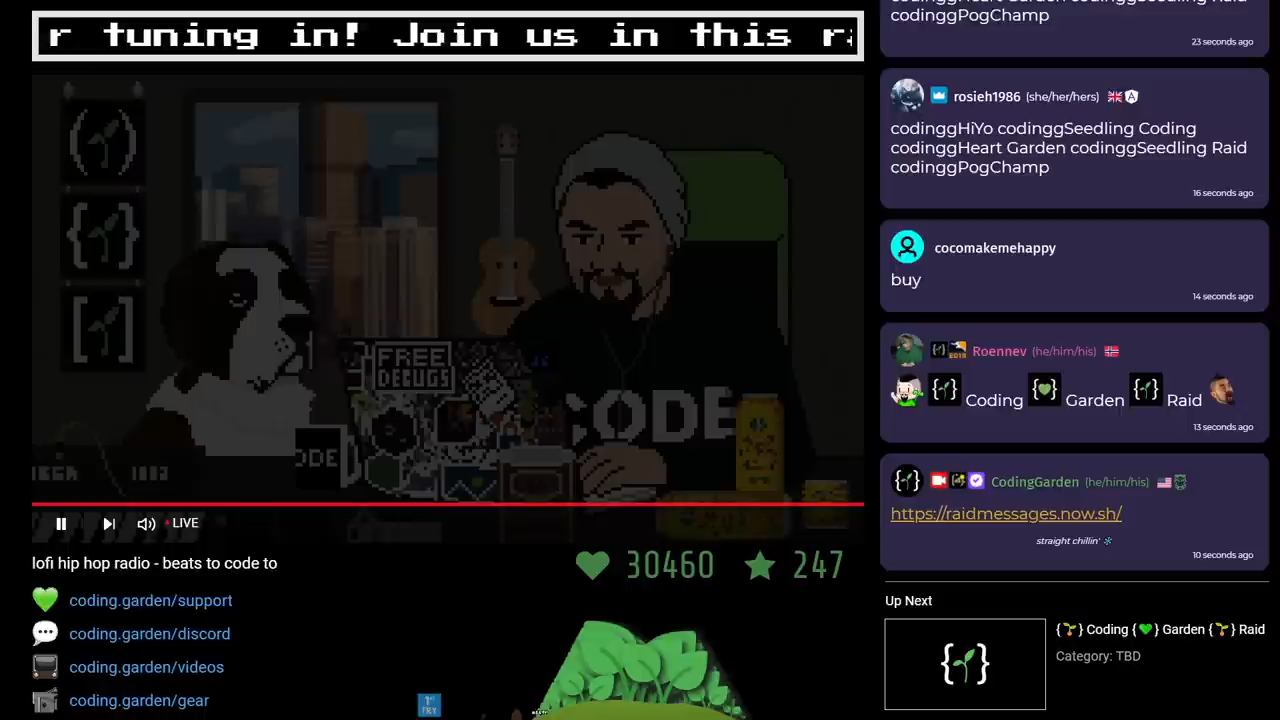 r tuning in! Join us in this ra
FREE
DECUGS
CODE
ODE
LIVE
lofi hip hop radio - beats to code to
30460 247
coding.garden/support
coding.garden/discord
coding.garden/videos
coding.garden/gear
1st
codinggPogChamp
23 seconds ago
rosieh1986 (she/her/hers)
codinggHiYo codinggSeedling Coding
codinggHeart Garden codinggSeedling Raid
codinggPogChamp
16 seconds ago
cocomakemehappy
buy
14 seconds ago
Roennev (he/him/his)
Coding Garden Raid
13 seconds ago
CodingGarden (he/him/his)
https://raidmessages.now.sh/
straight chillin'
10 seconds ago
Up Next
{ } Coding { } Garden { } Raid
Category: TBD